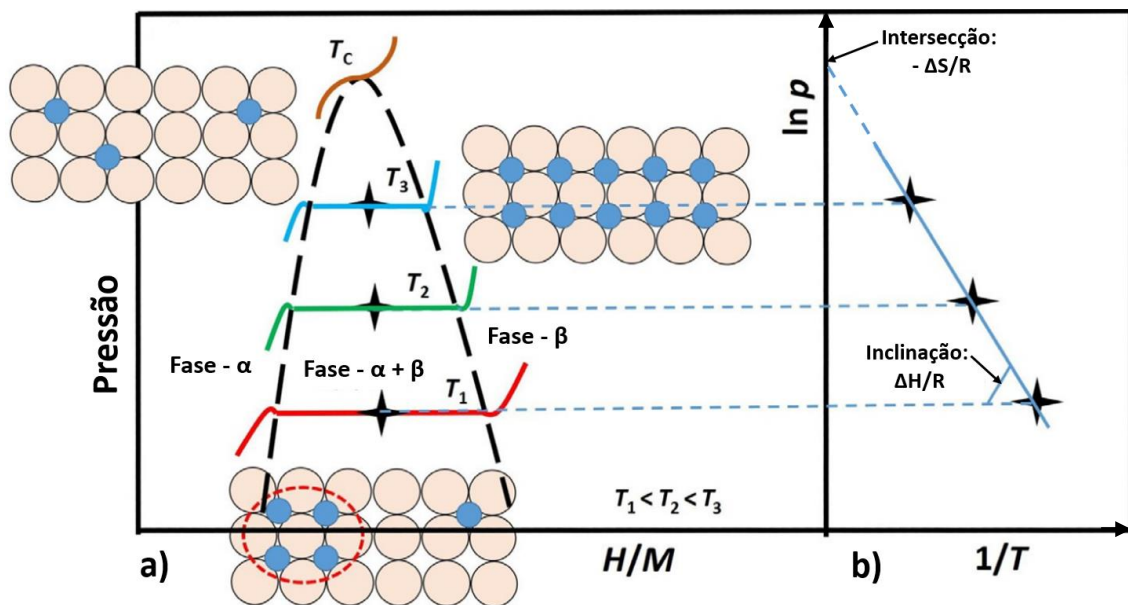 Pressão
T_C
T_3
T_2
Fase - α
Fase - α + β
Fase - β
T_1
T_1 < T_2 < T_3
a)
H/M
ln p
Intersecção:
- ΔS/R
Inclinação:
ΔH/R
b)
1/T